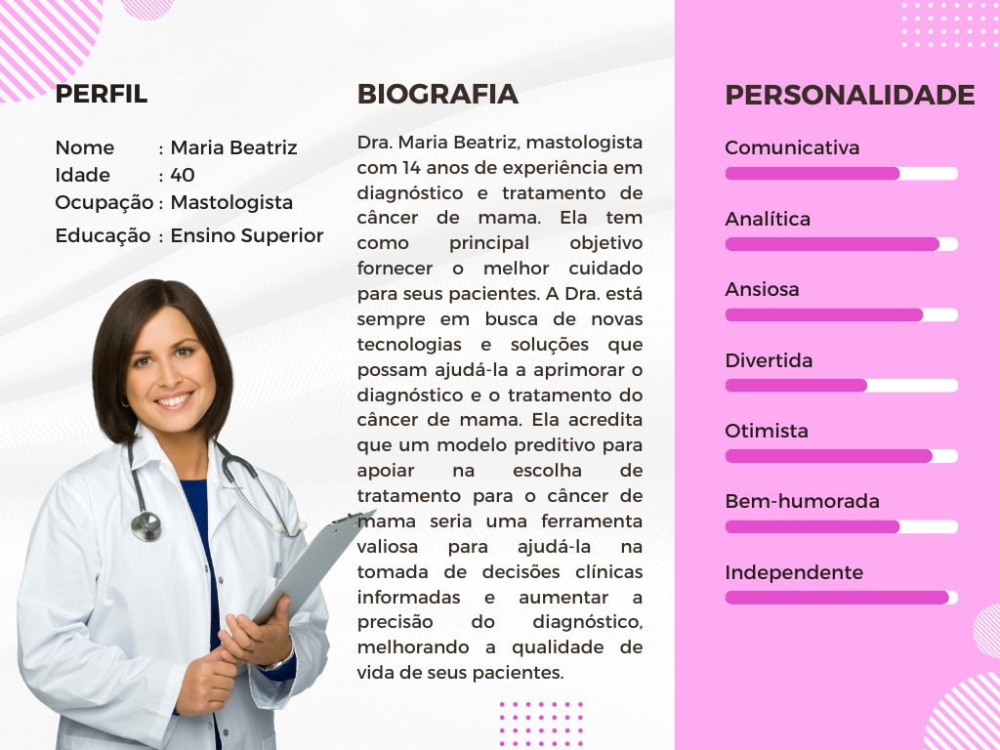 PERFIL
Nome : Maria Beatriz
Idade : 40
Ocupação : Mastologista
Educação : Ensino Superior
BIOGRAFIA
Dra. Maria Beatriz, mastologista
com 14 anos de experiência em
diagnóstico e tratamento de
câncer de mama. Ela tem
como principal objetivo
fornecer o melhor cuidado
para seus pacientes. A Dra. está
sempre em busca de novas
tecnologias e soluções que
possam ajudá-la a aprimorar o
diagnóstico e o tratamento do
câncer de mama. Ela acredita
que um modelo preditivo para
apoiar na escolha de
tratamento para o câncer de
mama seria uma ferramenta
valiosa para ajudá-la na
tomada de decisões clínicas
informadas e aumentar a
precisão do diagnóstico,
melhorando a qualidade de
vida de seus pacientes.
PERSONALIDADE
Comunicativa
Analítica
Ansiosa
Divertida
Otimista
Bem-humorada
Independente